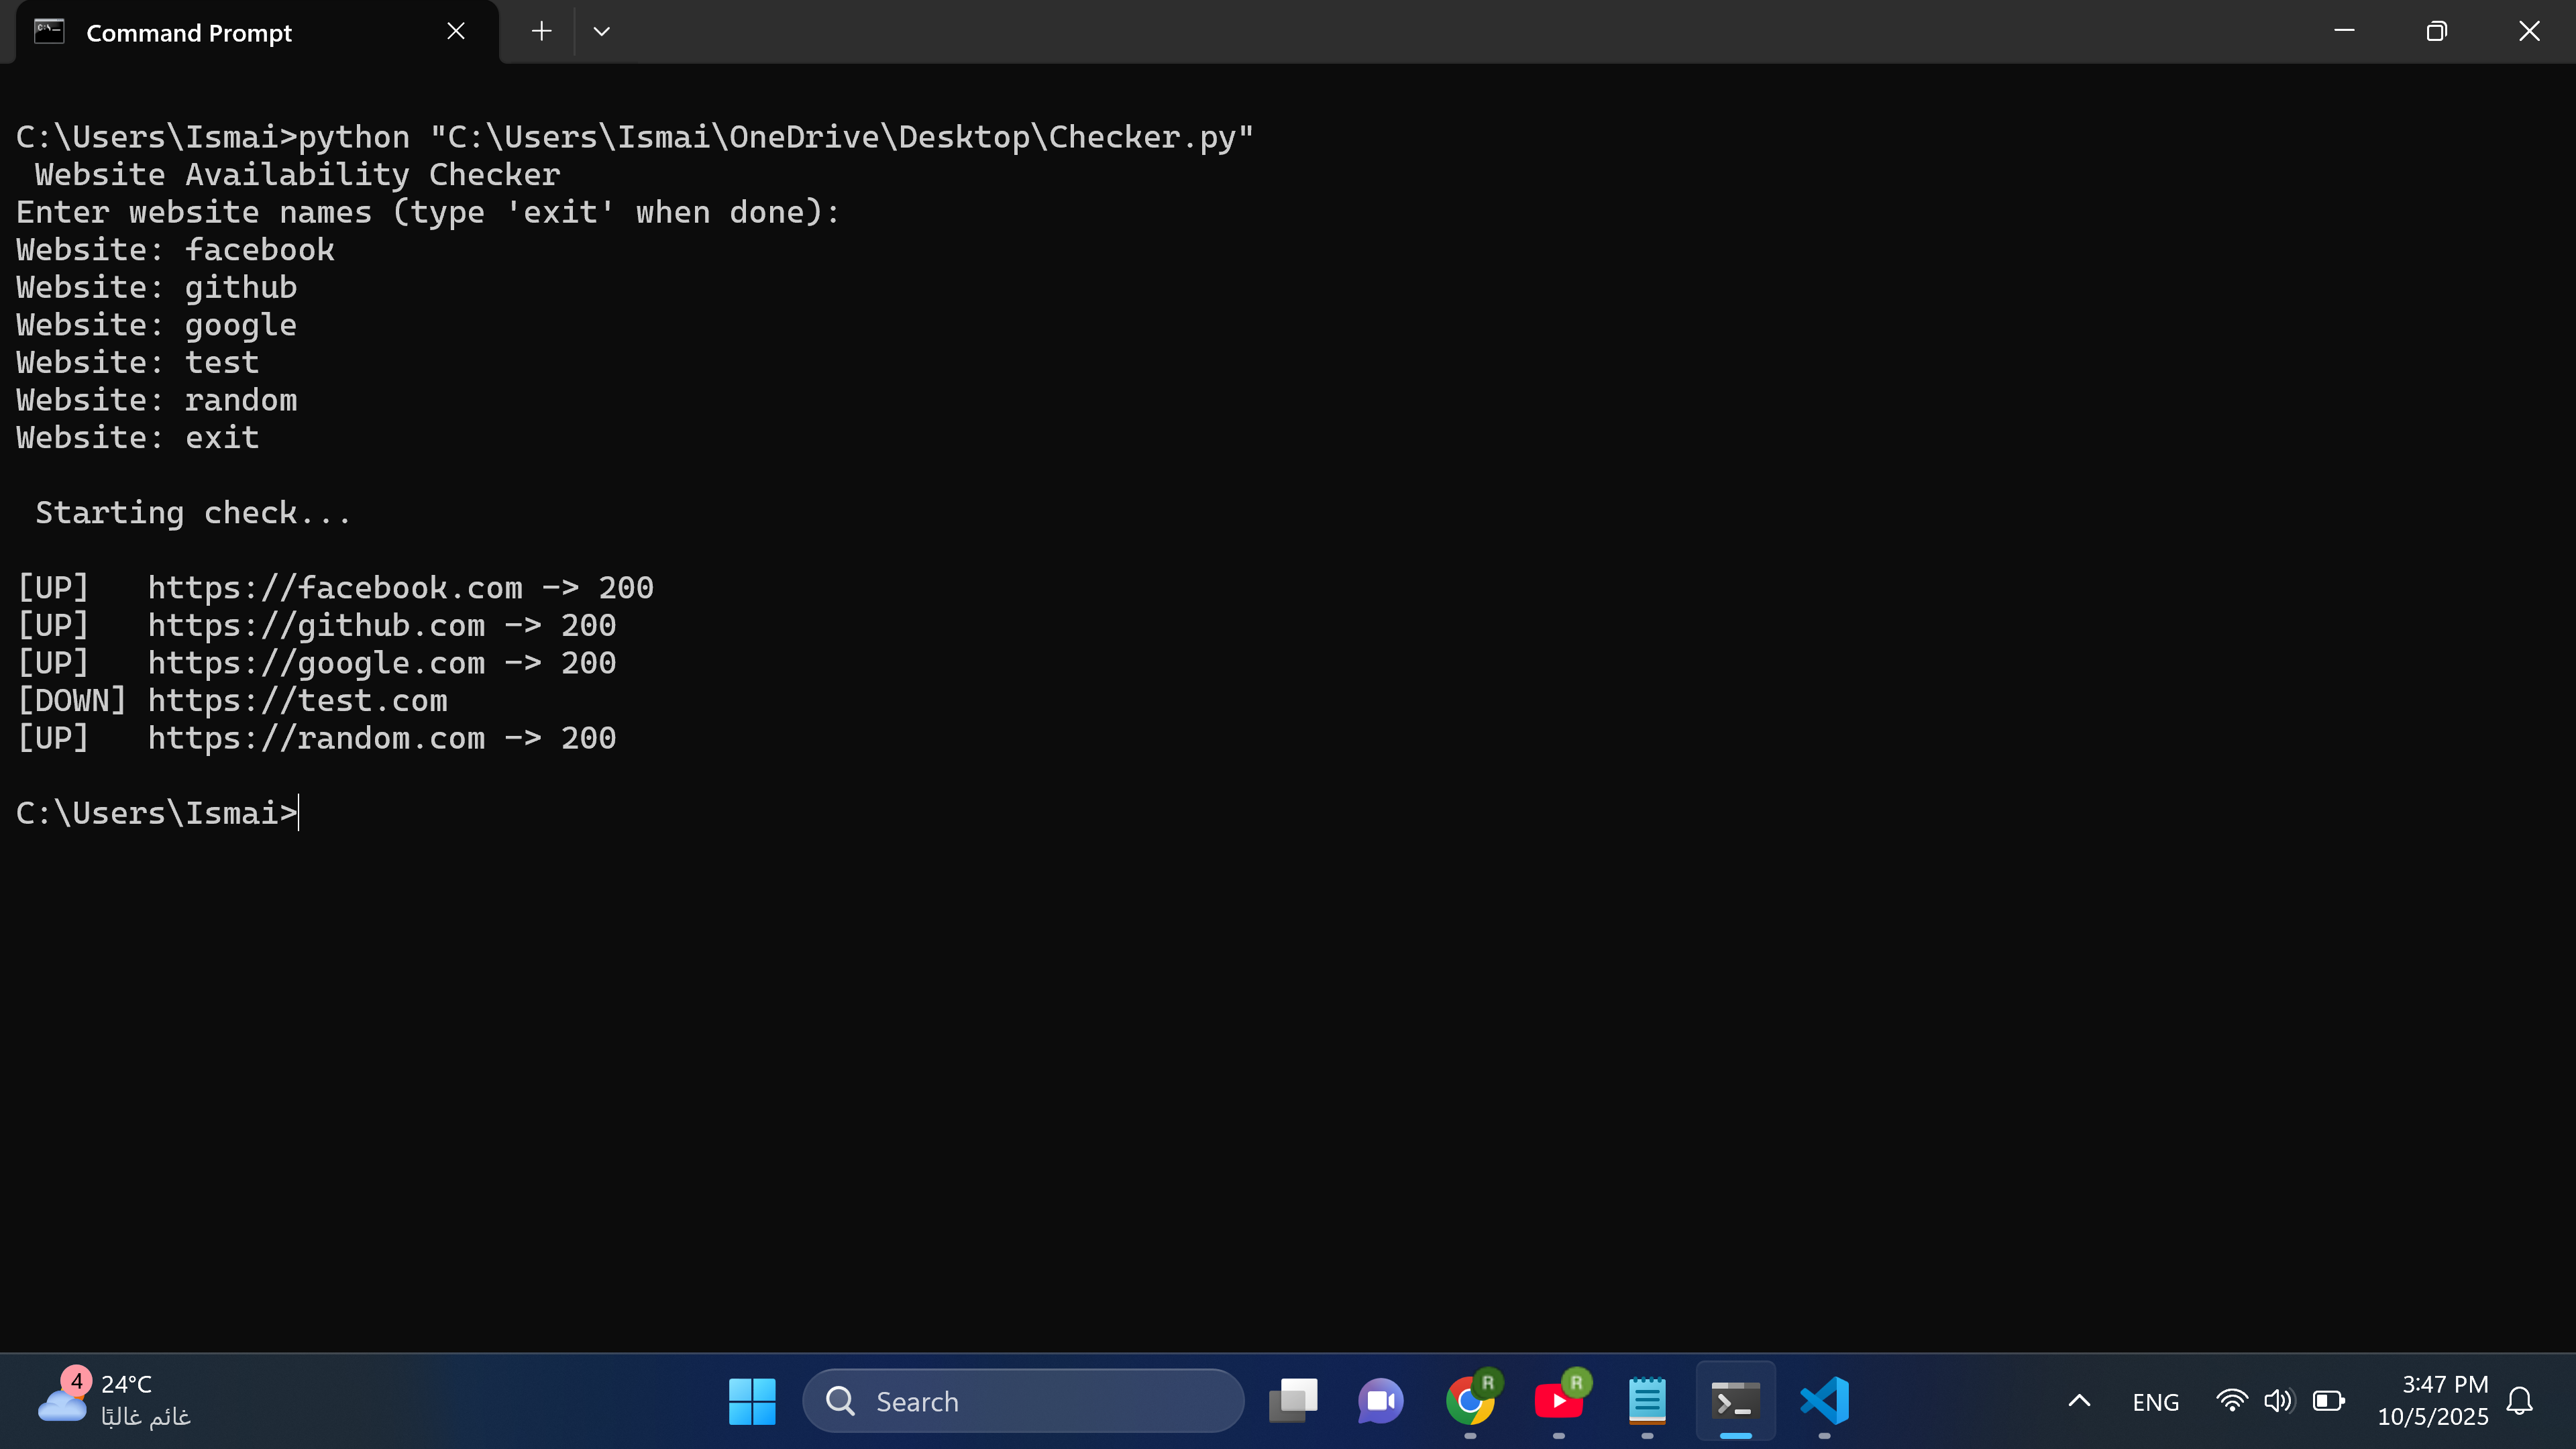 Command Prompt
C:\Users\Ismai>python "C:\Users\Ismai\OneDrive\Desktop\Checker.py"
Website Availability Checker
Enter website names (type 'exit' when done):
Website: facebook
Website: github
Website: google
Website: test
Website: random
Website: exit
Starting check...
[UP]   https://facebook.com -> 200
[UP]   https://github.com -> 200
[UP]   https://google.com -> 200
[DOWN] https://test.com
[UP]   https://random.com -> 200
C:\Users\Ismai>
4
24°C
غائم غالبًا
Search
R
R
ENG
3:47 PM
10/5/2025